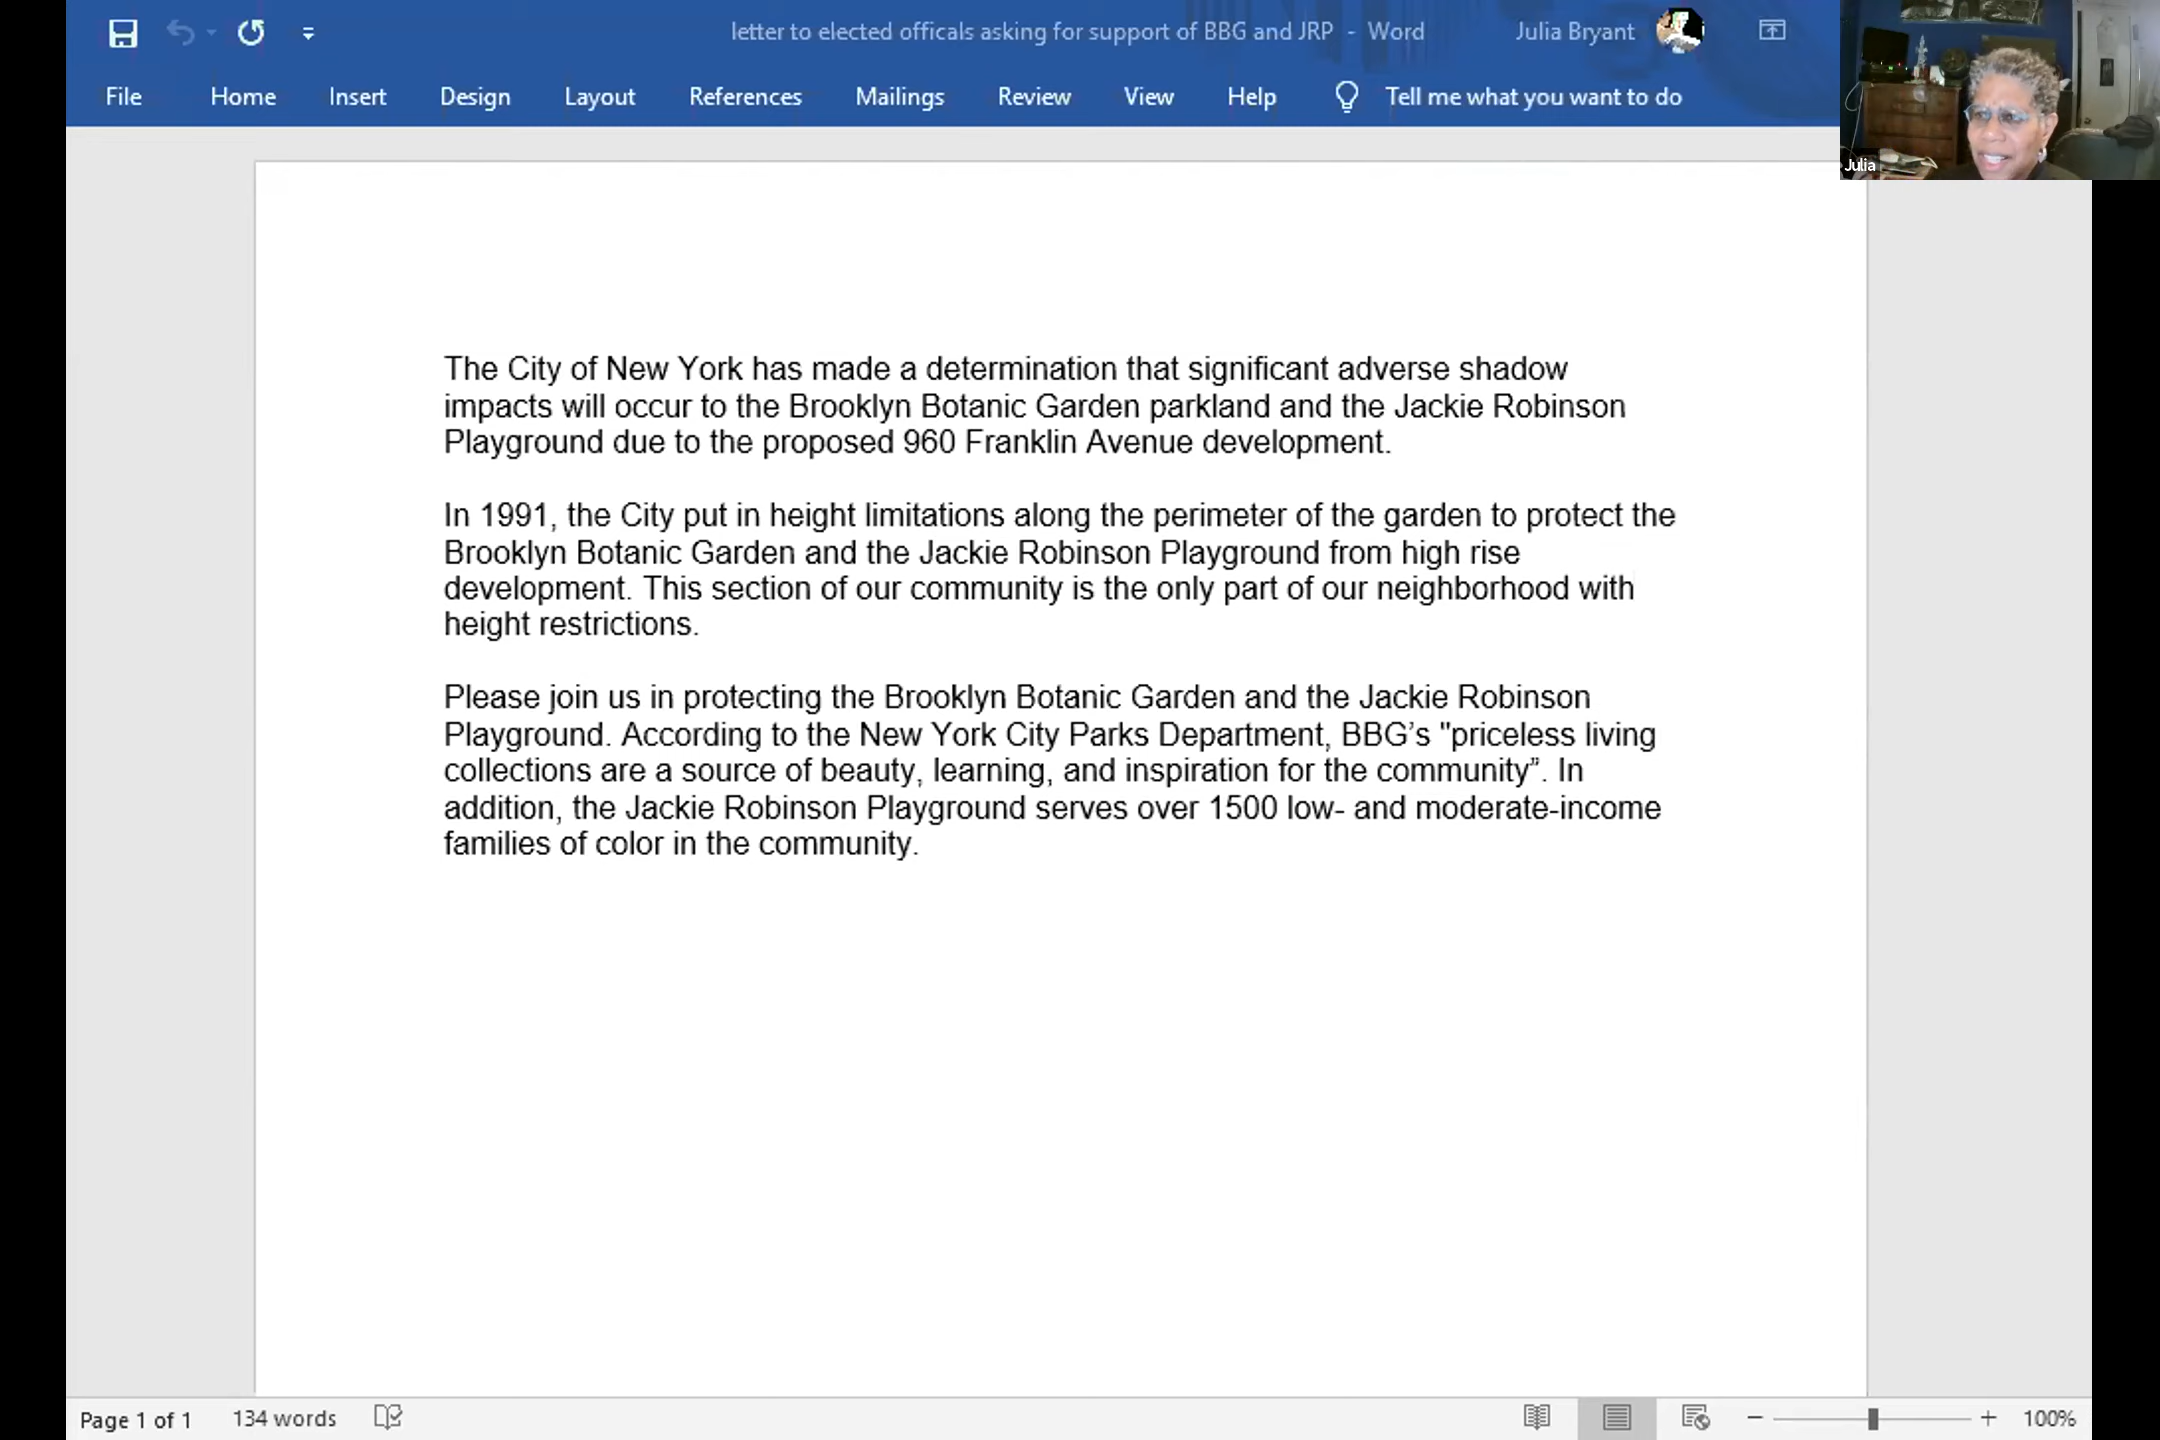 letter to elected officals asking for support of BBG and JRP - Word
Julia Bryant
File Home Insert Design Layout References Mailings Review View Help Tell me what you want to do
Julia
The City of New York has made a determination that significant adverse shadow
impacts will occur to the Brooklyn Botanic Garden parkland and the Jackie Robinson
Playground due to the proposed 960 Franklin Avenue development.
In 1991, the City put in height limitations along the perimeter of the garden to protect the
Brooklyn Botanic Garden and the Jackie Robinson Playground from high rise
development. This section of our community is the only part of our neighborhood with
height restrictions.
Please join us in protecting the Brooklyn Botanic Garden and the Jackie Robinson
Playground. According to the New York City Parks Department, BBG’s "priceless living
collections are a source of beauty, learning, and inspiration for the community”. In
addition, the Jackie Robinson Playground serves over 1500 low- and moderate-income
families of color in the community.
Page 1 of 1 134 words 100%